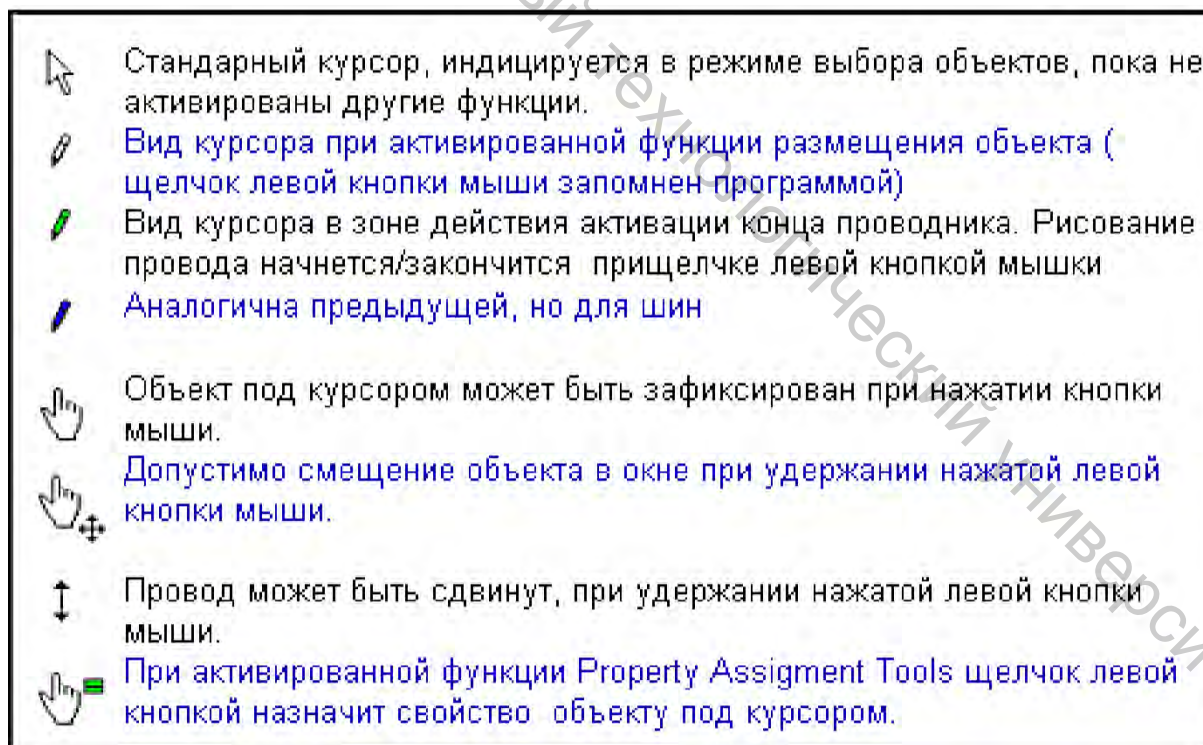 Стандарный курсор, индицируется в режиме выбора объектов, пока не
активированы другие функции.
Вид курсора при активированной функции размещения объекта (
щелчок левой кнопки мыши запомнен программой)
Вид курсора в зоне действия активации конца проводника. Рисование
провода начнется/закончится прищелчке левой кнопкой мышки
Аналогична предыдущей, но для шин
Объект под курсором может быть зафиксирован при нажатии кнопки
мыши.
Допустимо смещение объекта в окне при удержании нажатой левой
кнопки мыши.
Провод может быть сдвинут, при удержании нажатой левой кнопки
мыши.
При активированной функции Property Assigment Tools щелчок левой
кнопкой назначит свойство объекту под курсором.
технологический